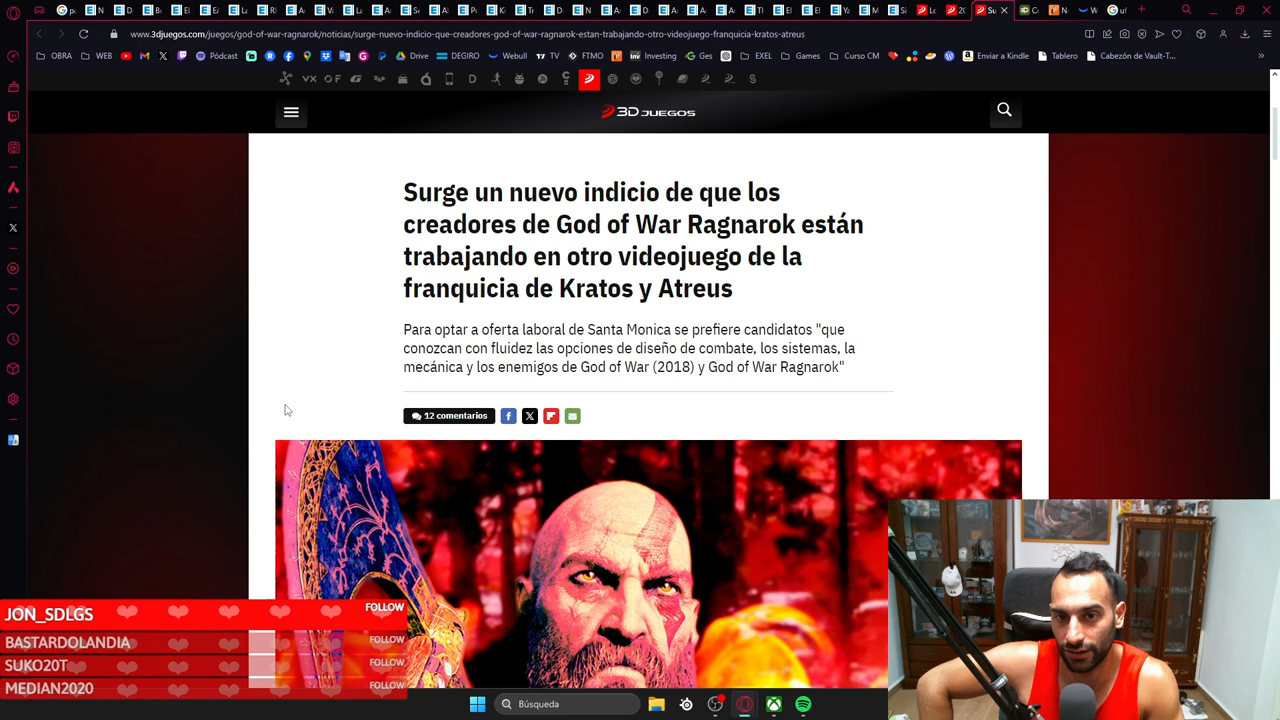 www.3djuegos.com/juegos/god-of-war-ragnarok/noticias/surge-nuevo-indicio-que-creadores-god-of-war-ragnarok-estan-trabajando-otro-videojuego-franquicia-kratos-atreus
OBRA WEB Pódcast Drive DEGIRO Webull TV FTMO Investing Ges EXEL Games Curso CM Enviar a Kindle Tablero Cabezón de Vault-T...
3DJUEGOS
Surge un nuevo indicio de que los
creadores de God of War Ragnarok están
trabajando en otro videojuego de la
franquicia de Kratos y Atreus
Para optar a oferta laboral de Santa Monica se prefiere candidatos "que
conozcan con fluidez las opciones de diseño de combate, los sistemas, la
mecánica y los enemigos de God of War (2018) y God of War Ragnarok"
12 comentarios
JON_SDLGS FOLLOW
BASTARDOLANDIA FOLLOW
SUKO20T FOLLOW
MEDIAN2020 FOLLOW
Búsqueda